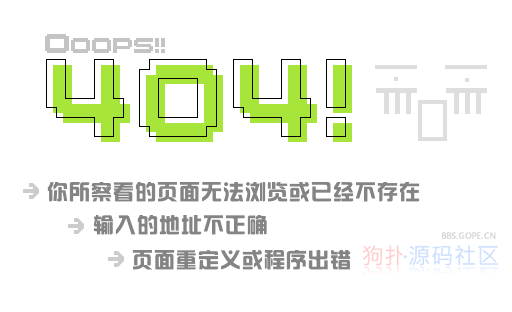 Ooops!!
404!
你所察看的页面无法浏览或已经不存在
输入的地址不正确
页面重定义或程序出错
BBS.GOPE.CN
狗扑源码社区